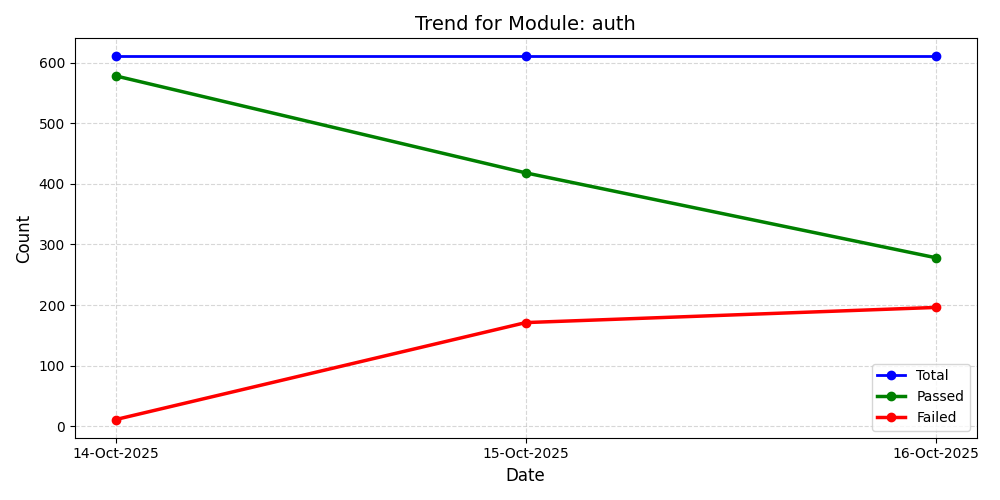 Trend for Module: auth
600
500
400
300
200
100
0
Count
14-Oct-2025
15-Oct-2025
16-Oct-2025
Date
Total
Passed
Failed